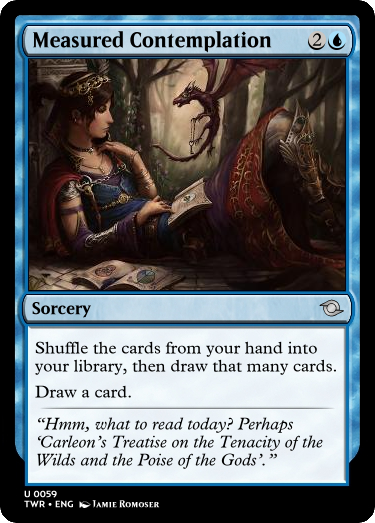 Measured Contemplation 2
Sorcery
Shuffle the cards from your hand into
your library, then draw that many cards.
Draw a card.
"Hmm, what to read today? Perhaps
‘Carleon's Treatise on the Tenacity of the
Wilds and the Poise of the Gods’."
U 0059
TWR • ENG Jamie Romoser